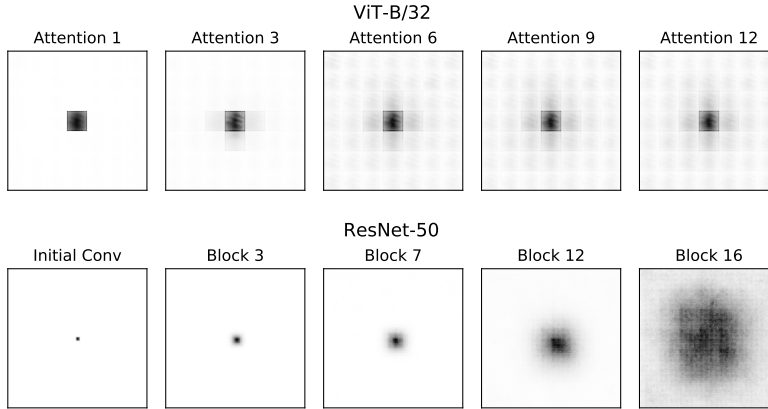 ViT-B/32
Attention 1 Attention 3 Attention 6 Attention 9 Attention 12
ResNet-50
Initial Conv Block 3 Block 7 Block 12 Block 16